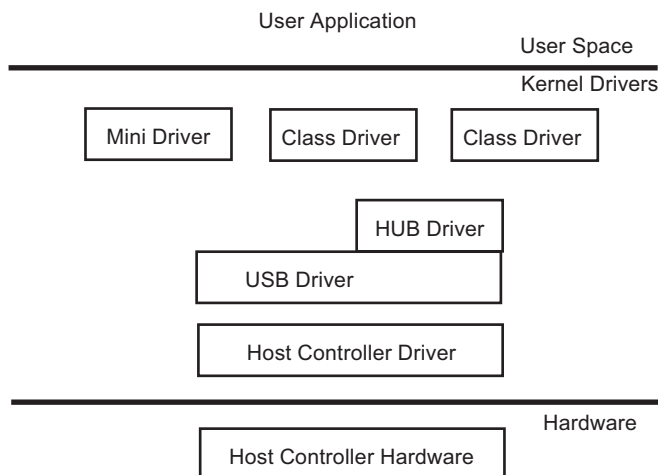 User Application
User Space
Kernel Drivers
Mini Driver
Class Driver
Class Driver
HUB Driver
USB Driver
Host Controller Driver
Hardware
Host Controller Hardware